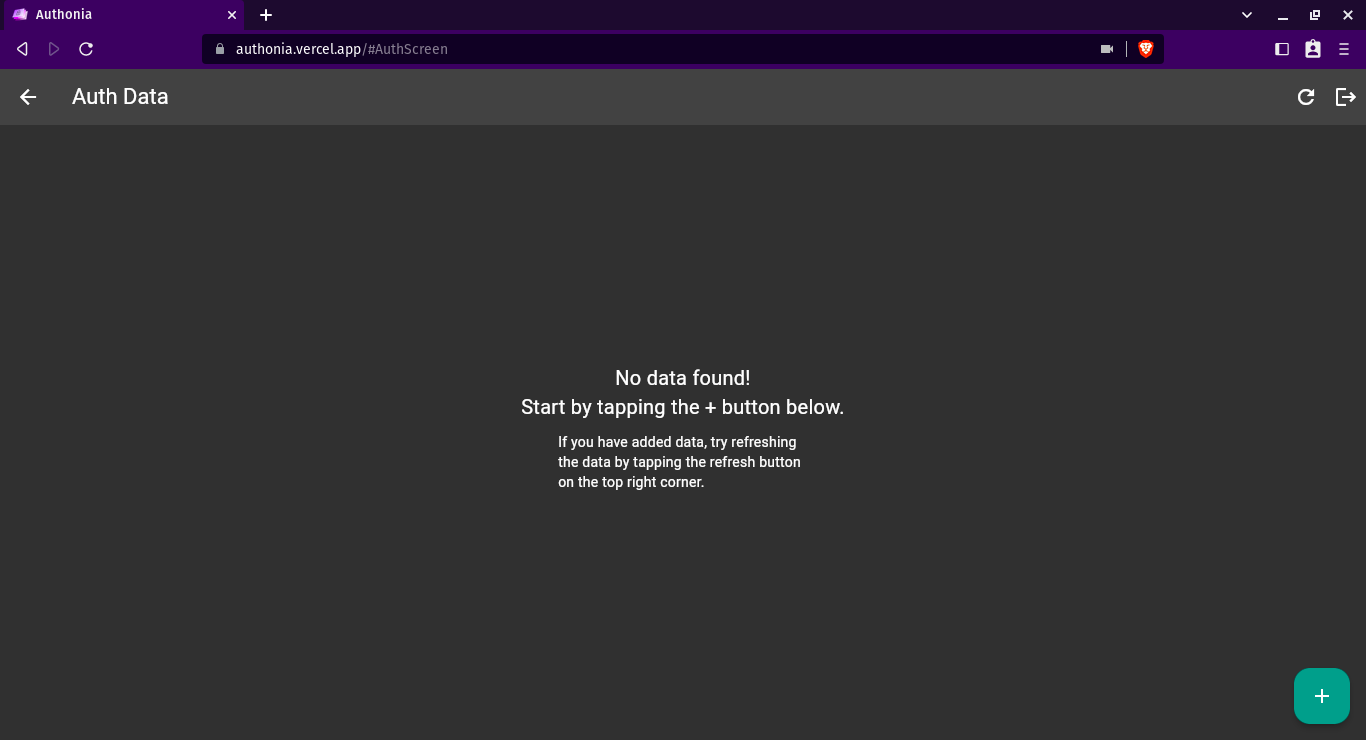 Authonia
authonia.vercel.app/#AuthScreen
Auth Data
No data found!
Start by tapping the + button below.
If you have added data, try refreshing
the data by tapping the refresh button
on the top right corner.